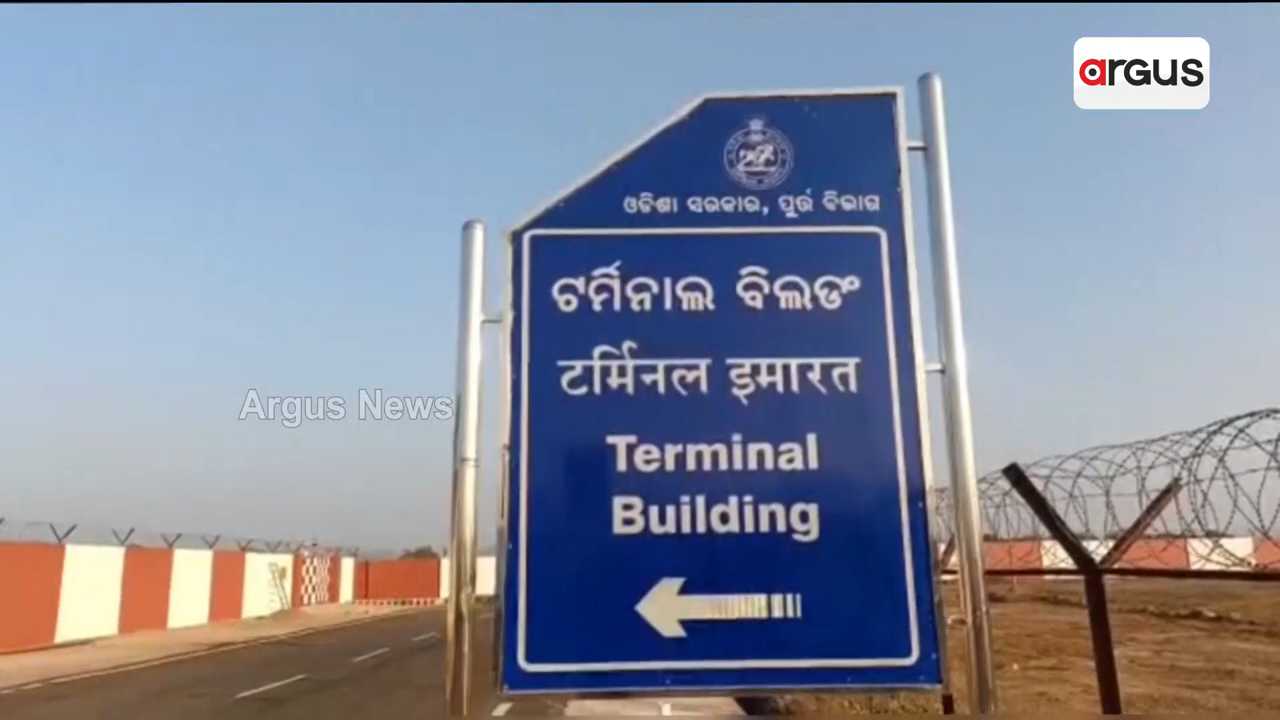 argus
ଓଡିଶା ସରକାର, ପୂର୍ତ୍ତ ବିଭାଗ
ଟର୍ମିନାଲ ବିଲଡଂ
टर्मिनल इमारत
Argus News
Terminal
Building